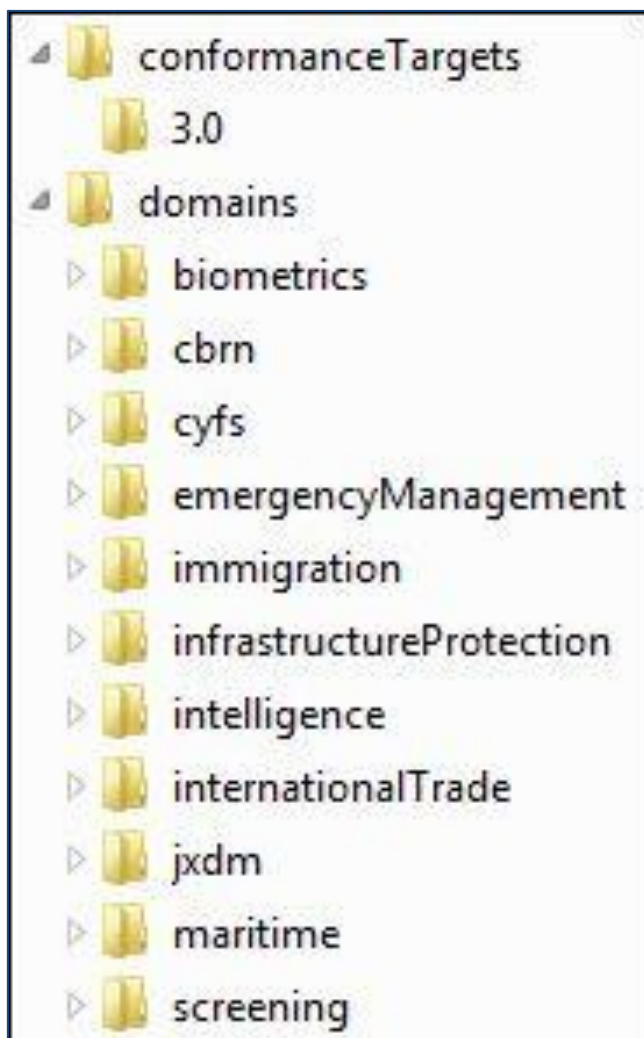 conformanceTargets
3.0
domains
biometrics
cbrn
cyfs
emergencyManagement
immigration
infrastructureProtection
intelligence
internationalTrade
jxdm
maritime
screening